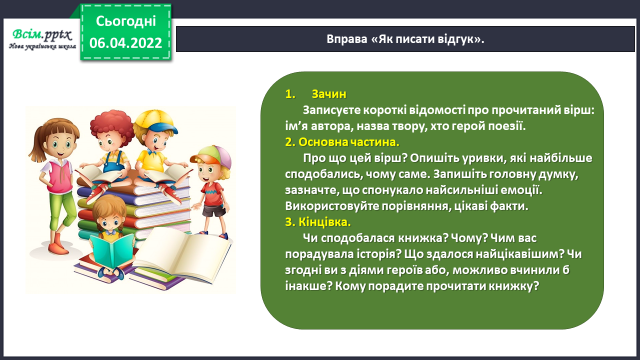 Всім.pptx
Нова українська школа
Сьогодні
06.04.2022
Вправа «Як писати відгук».
1. Зачин
Записуєте короткі відомості про прочитаний вірш:
ім’я автора, назва твору, хто герой поезії.
2. Основна частина.
Про що цей вірш? Опишіть уривки, які найбільше
сподобались, чому саме. Запишіть головну думку,
зазначте, що спонукало найсильніші емоції.
Використовуйте порівняння, цікаві факти.
3. Кінцівка.
Чи сподобалася книжка? Чому? Чим вас
порадувала історія? Що здалося найцікавішим? Чи
згодні ви з діями героїв або, можливо вчинили б
інакше? Кому порадите прочитати книжку?